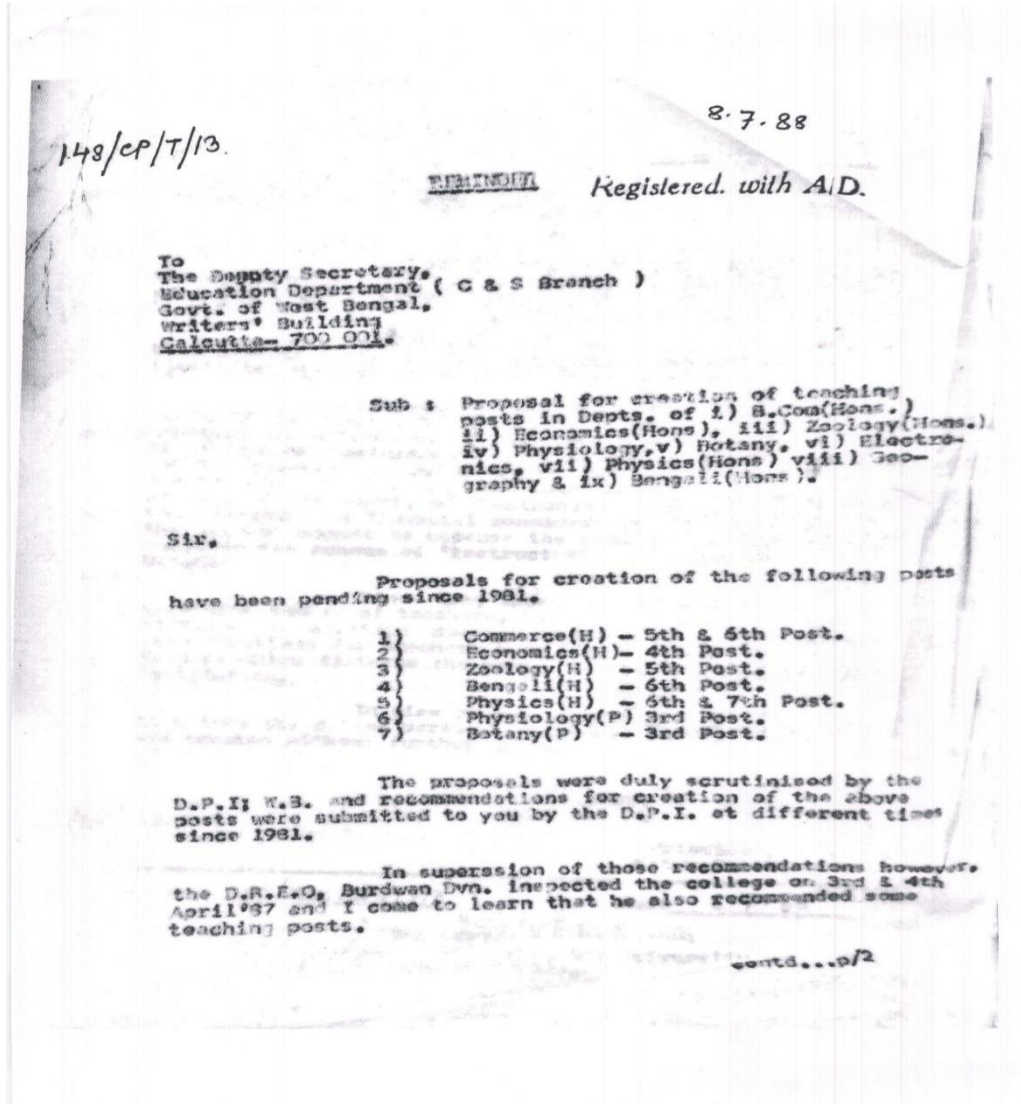 8.7.88
148/CP/T/13.
REMINDER Registered. with A/D.
To
The Deputy Secretary,
Education Department ( C & S Branch )
Govt. of West Bengal,
Writers' Building
Calcutta- 700 001.
Sub : Proposal for creation of teaching
posts in Depts. of i) B.Com(Hons.)
ii) Economics(Hons), iii) Zoology(Hons.)
iv) Physiology,v) Botany, vi) Electro-
nics, vii) Physics(Hons) viii) Geo-
graphy & ix) Bengali(Hons).
Sir,
Proposals for creation of the following posts
have been pending since 1981.
1) Commerce(H) - 5th & 6th Post.
2) Economics(H)- 4th Post.
3) Zoology(H) - 5th Post.
4) Bengali(H) - 6th Post.
5) Physics(H) - 6th & 7th Post.
6) Physiology(P) 3rd Post.
7) Botany(P) - 3rd Post.
The proposals were duly scrutinised by the
D.P.I; W.B. and recommendations for creation of the above
posts were submitted to you by the D.P.I. at different times
since 1981.
In superssion of those recommendations however,
the D.R.E.O, Burdwan Dvn. inspected the college on 3rd & 4th
April'87 and I come to learn that he also recommended some
teaching posts.
contd...p/2